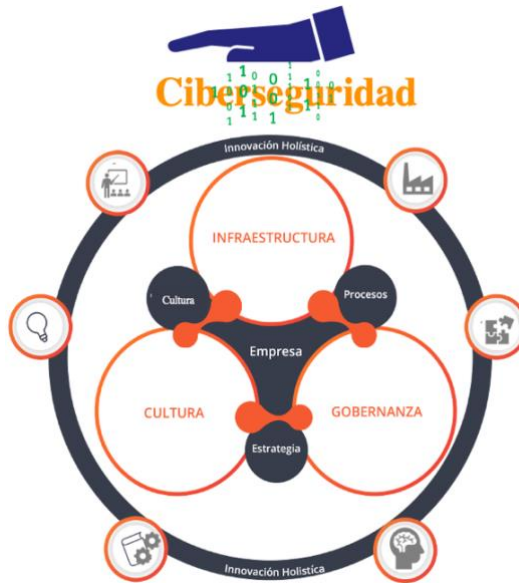 Ciberseguridad
Innovación Holística
INFRAESTRUCTURA
Cultura
Procesos
Empresa
CULTURA
GOBERNANZA
Estrategia
Innovación Holística